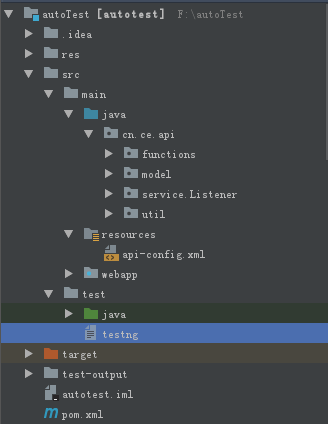 autoTest [autotest] F:\autoTest
.idea
res
src
main
java
cn.ce.api
functions
model
service.Listener
util
resources
api-config.xml
webapp
test
java
testng
target
test-output
autotest.iml
pom.xml